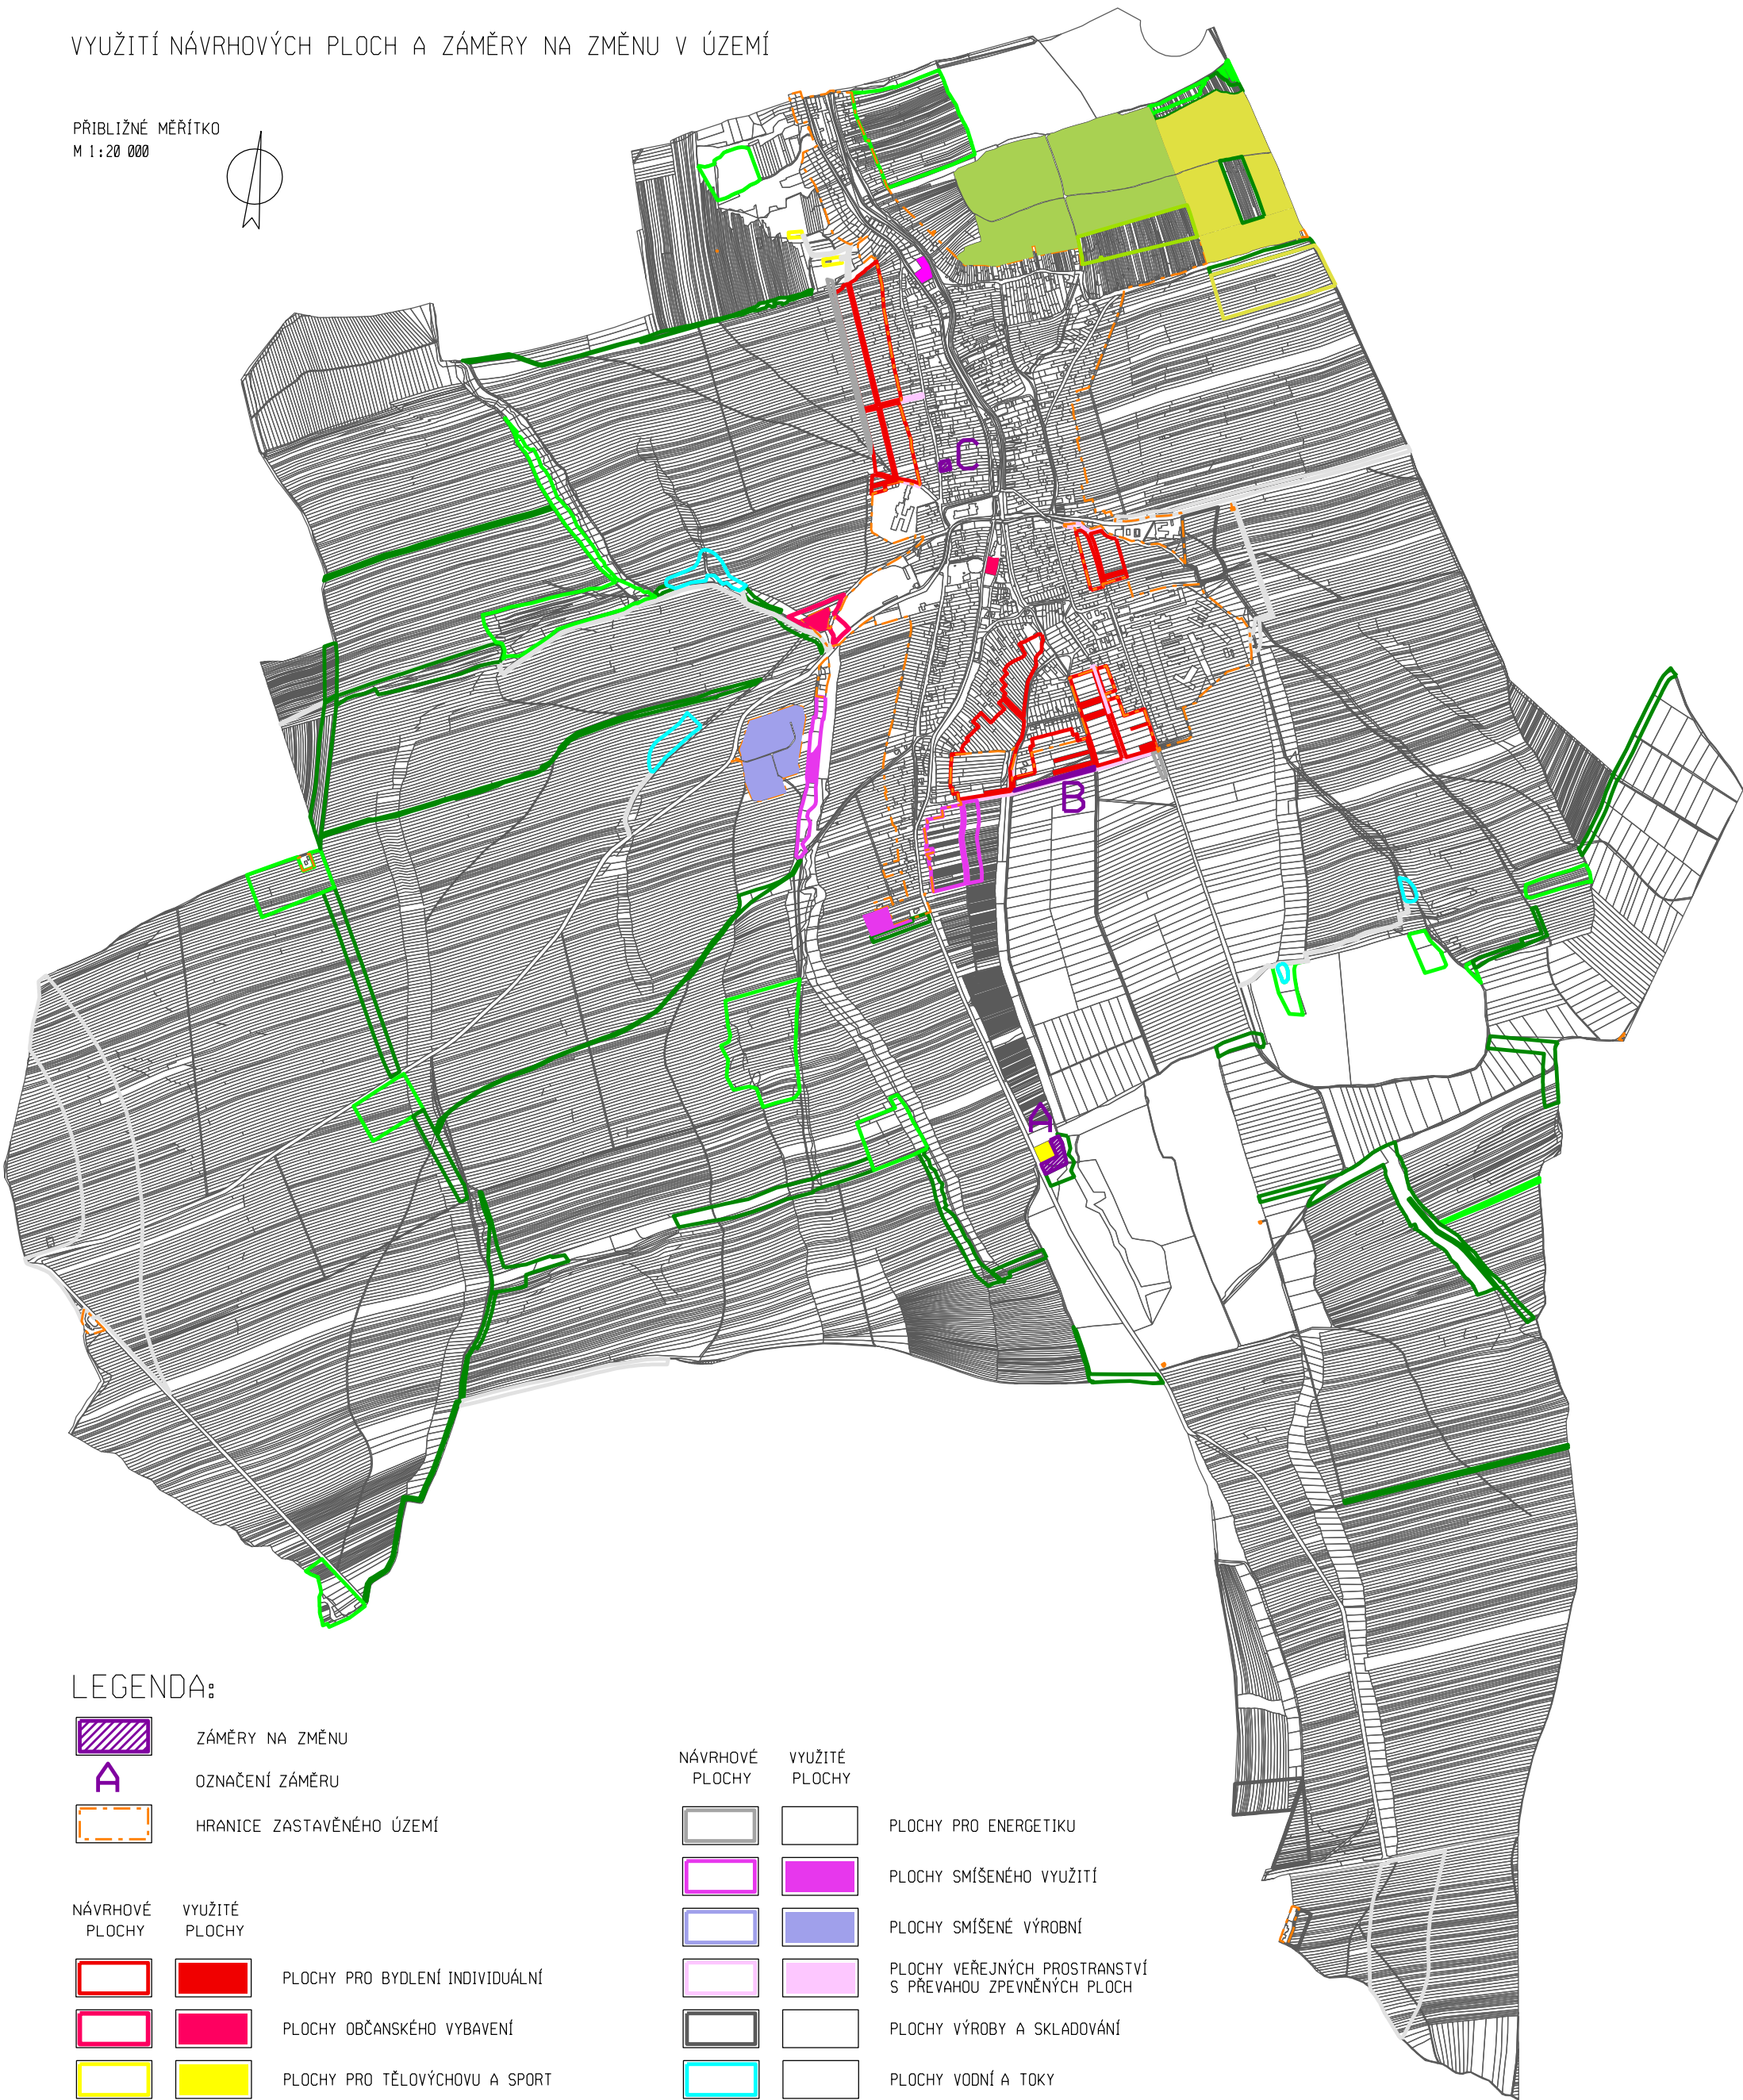 VYUŽITÍ NÁVRHOVÝCH PLOCH A ZÁMĚRY NA ZMĚNU V ÚZEMÍ
PŘIBLIŽNÉ MĚŘÍTKO
M 1:20 000
C
B
A
LEGENDA:
ZÁMĚRY NA ZMĚNU
A
OZNAČENÍ ZÁMĚRU
HRANICE ZASTAVĚNÉHO ÚZEMÍ
NÁVRHOVÉ PLOCHY
VYUŽITÉ PLOCHY
PLOCHY PRO BYDLENÍ INDIVIDUÁLNÍ
PLOCHY OBČANSKÉHO VYBAVENÍ
PLOCHY PRO TĚLOVÝCHOVU A SPORT
NÁVRHOVÉ PLOCHY
VYUŽITÉ PLOCHY
PLOCHY PRO ENERGETIKU
PLOCHY SMÍŠENÉHO VYUŽITÍ
PLOCHY SMÍŠENÉ VÝROBNÍ
PLOCHY VEŘEJNÝCH PROSTRANSTVÍ
S PŘEVAHOU ZPEVNĚNÝCH PLOCH
PLOCHY VÝROBY A SKLADOVÁNÍ
PLOCHY VODNÍ A TOKY